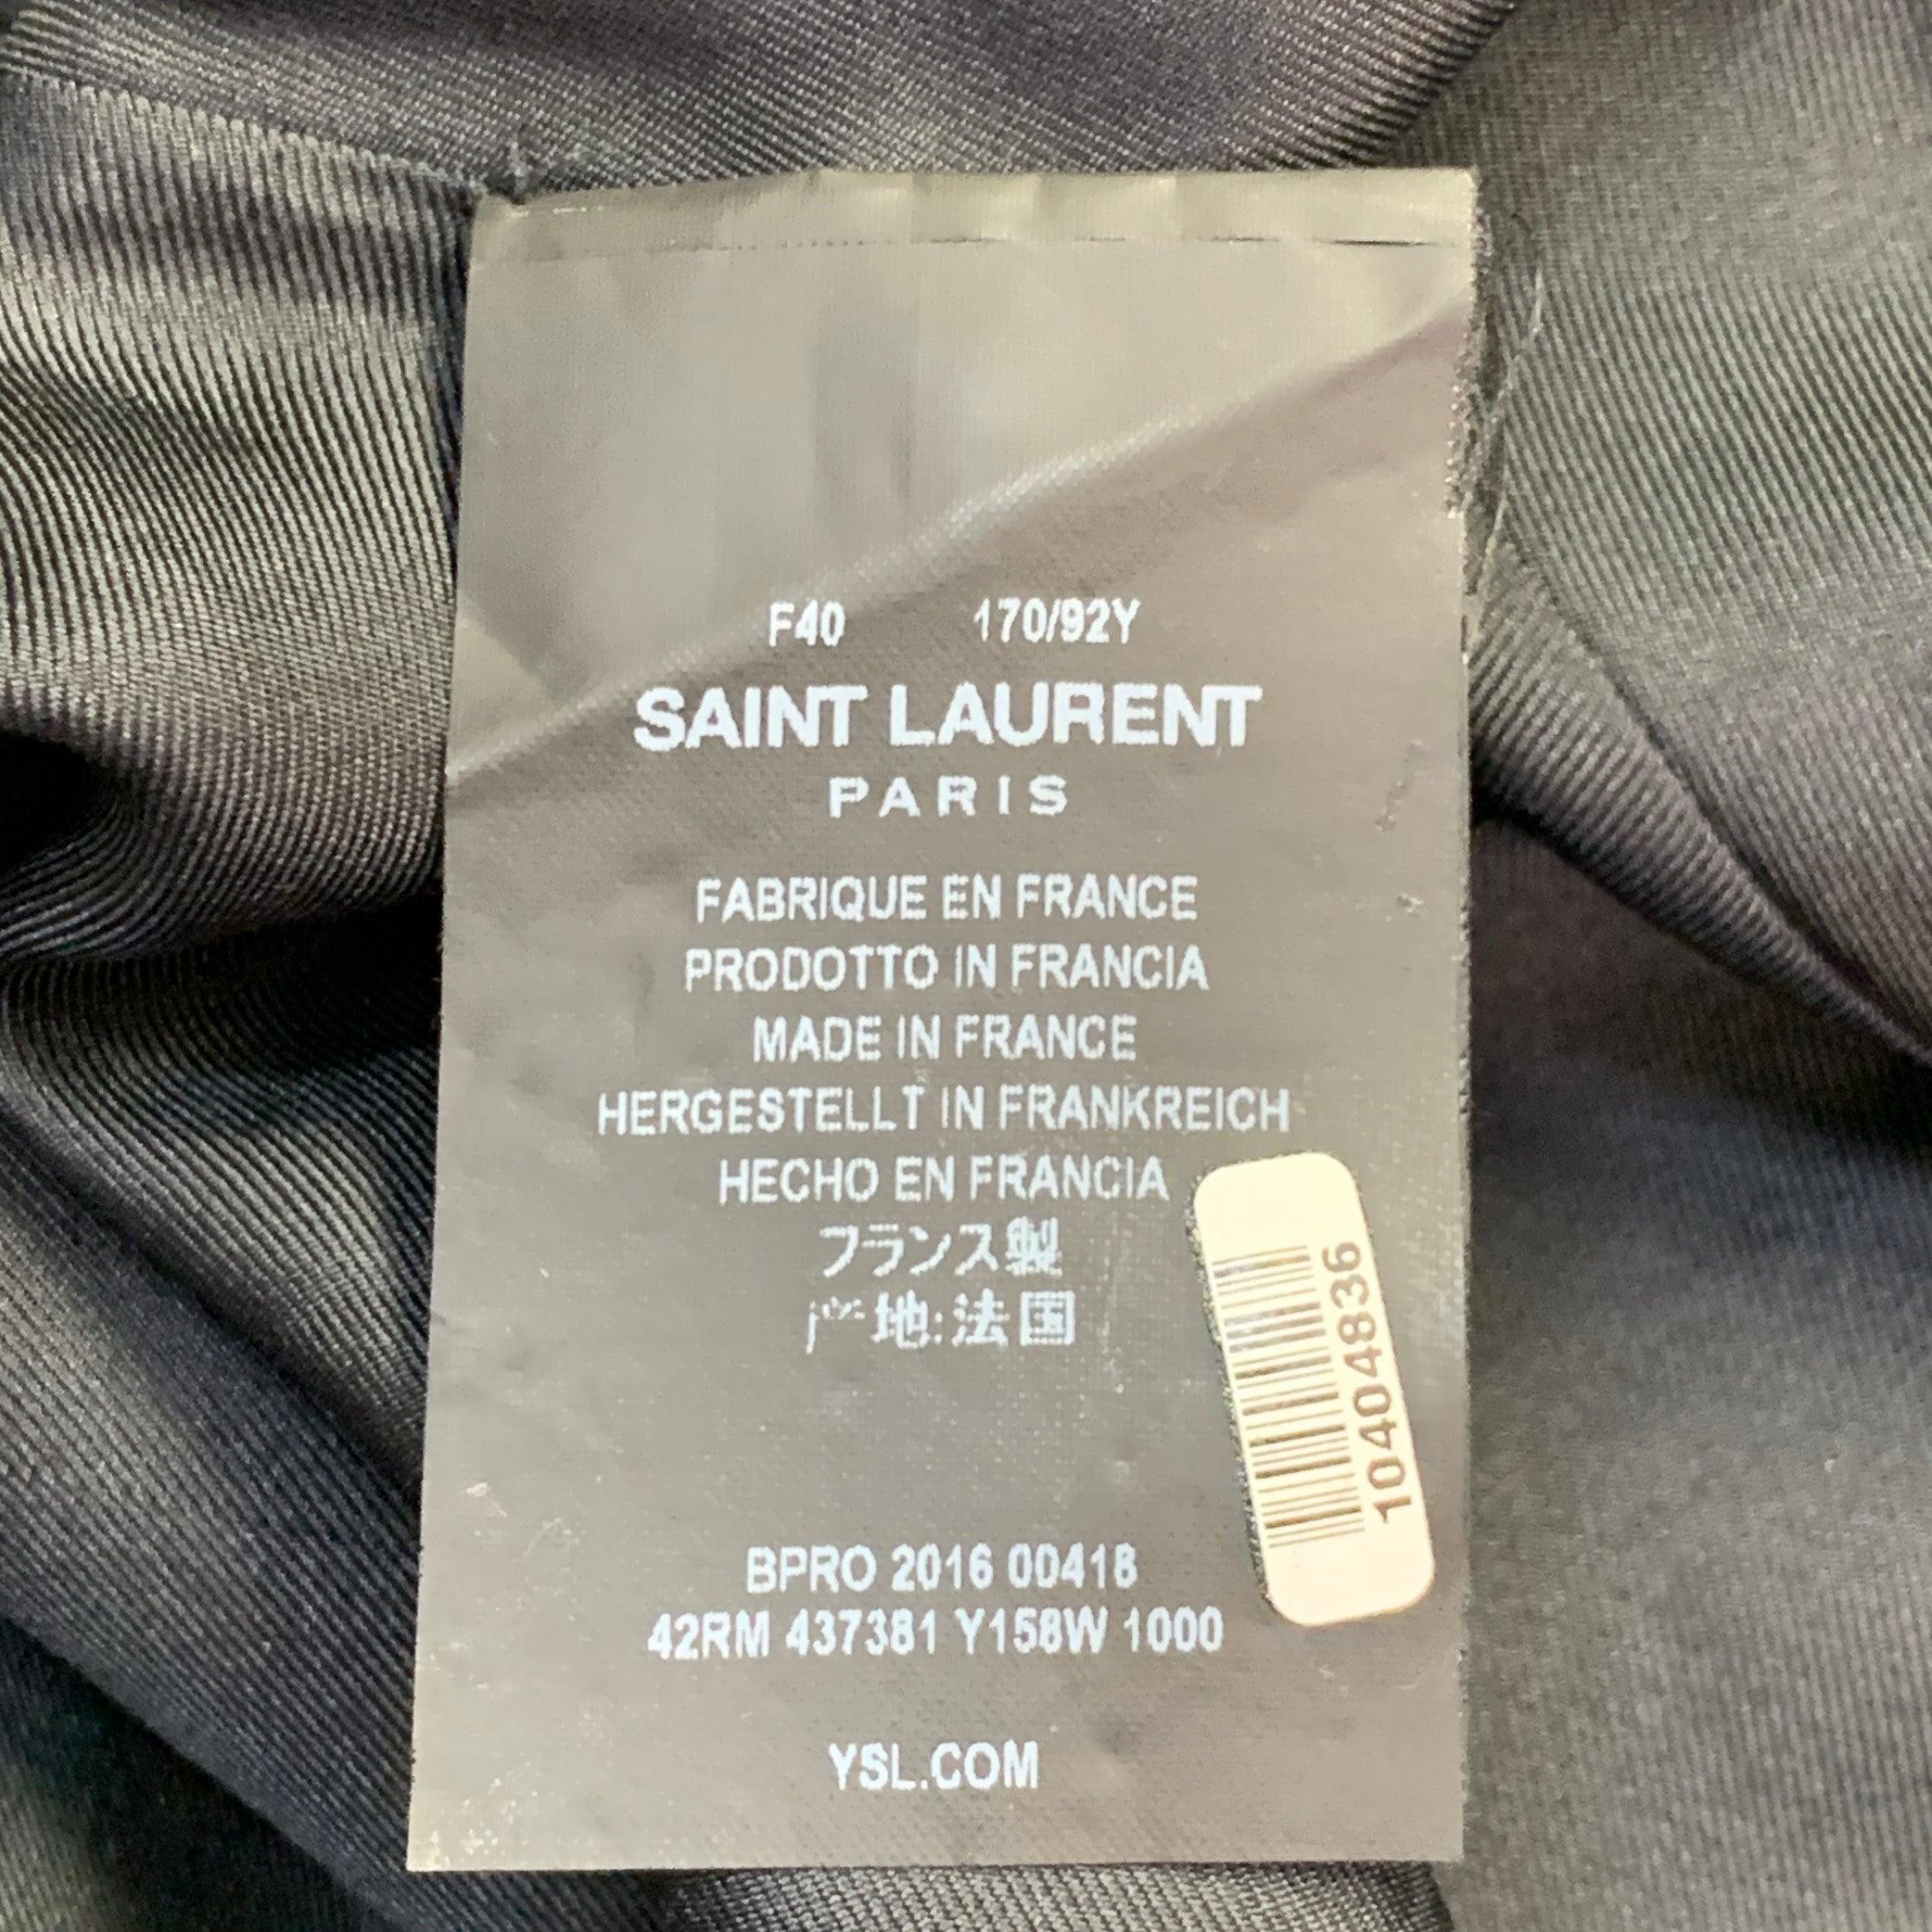 F40 170/92Y
SAINT LAURENT
PARIS
FABRIQUE EN FRANCE
PRODOTTO IN FRANCIA
MADE IN FRANCE
HERGESTELLT IN FRANKREICH
HECHO EN FRANCIA
フランス製
产地:法国
10404836
BPRO 2016 00418
42RM 437381 Y158W 1000
YSL.COM